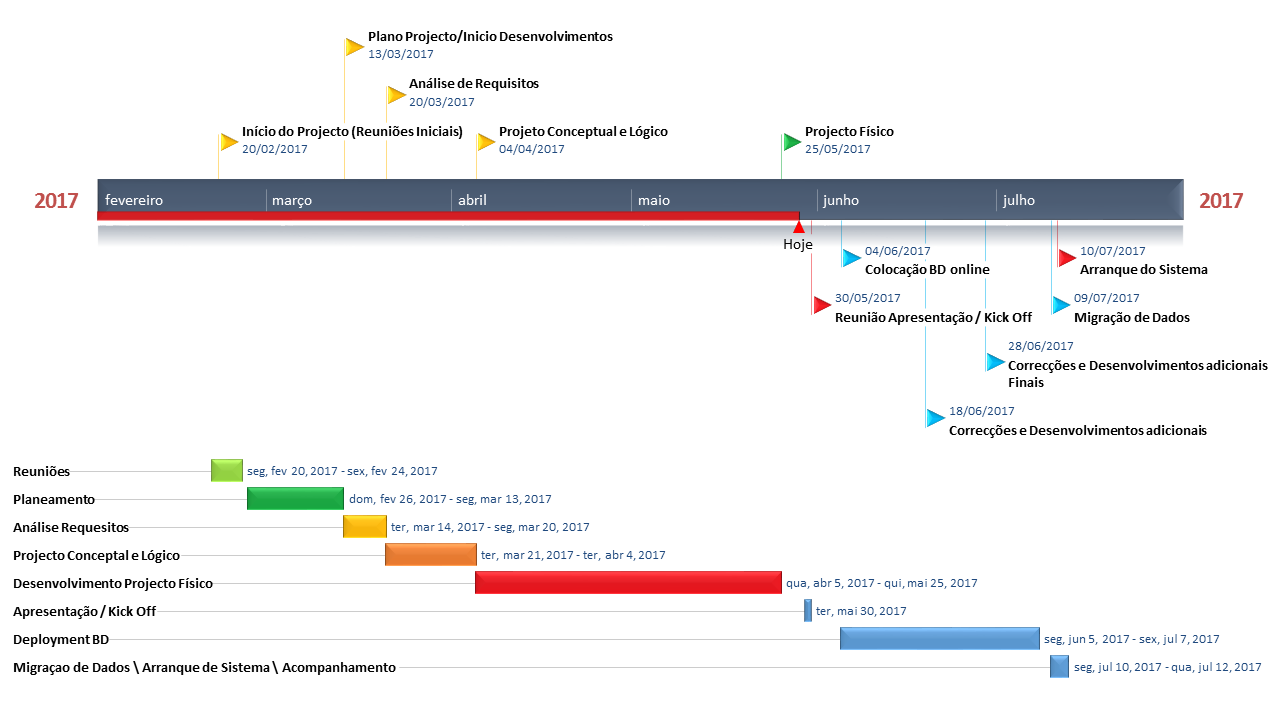 Plano Projecto/Inicio Desenvolvimentos
13/03/2017
Análise de Requisitos
20/03/2017
Início do Projecto (Reuniões Iniciais)
20/02/2017
Projeto Conceptual e Lógico
04/04/2017
Projecto Físico
25/05/2017
2017
fevereiro
março
abril
maio
junho
julho
2017
Hoje
04/06/2017
Colocação BD online
10/07/2017
Arranque do Sistema
30/05/2017
Reunião Apresentação / Kick Off
09/07/2017
Migração de Dados
28/06/2017
Correcções e Desenvolvimentos adicionais
Finais
18/06/2017
Correcções e Desenvolvimentos adicionais
Reuniões seg, fev 20, 2017 - sex, fev 24, 2017
Planeamento dom, fev 26, 2017 - seg, mar 13, 2017
Análise Requesitos ter, mar 14, 2017 - seg, mar 20, 2017
Projecto Conceptal e Lógico ter, mar 21, 2017 - ter, abr 4, 2017
Desenvolvimento Projecto Físico qua, abr 5, 2017 - qui, mai 25, 2017
Apresentação / Kick Off ter, mai 30, 2017
Deployment BD seg, jun 5, 2017 - sex, jul 7, 2017
Migraçao de Dados \ Arranque de Sistema \ Acompanhamento seg, jul 10, 2017 - qua, jul 12, 2017